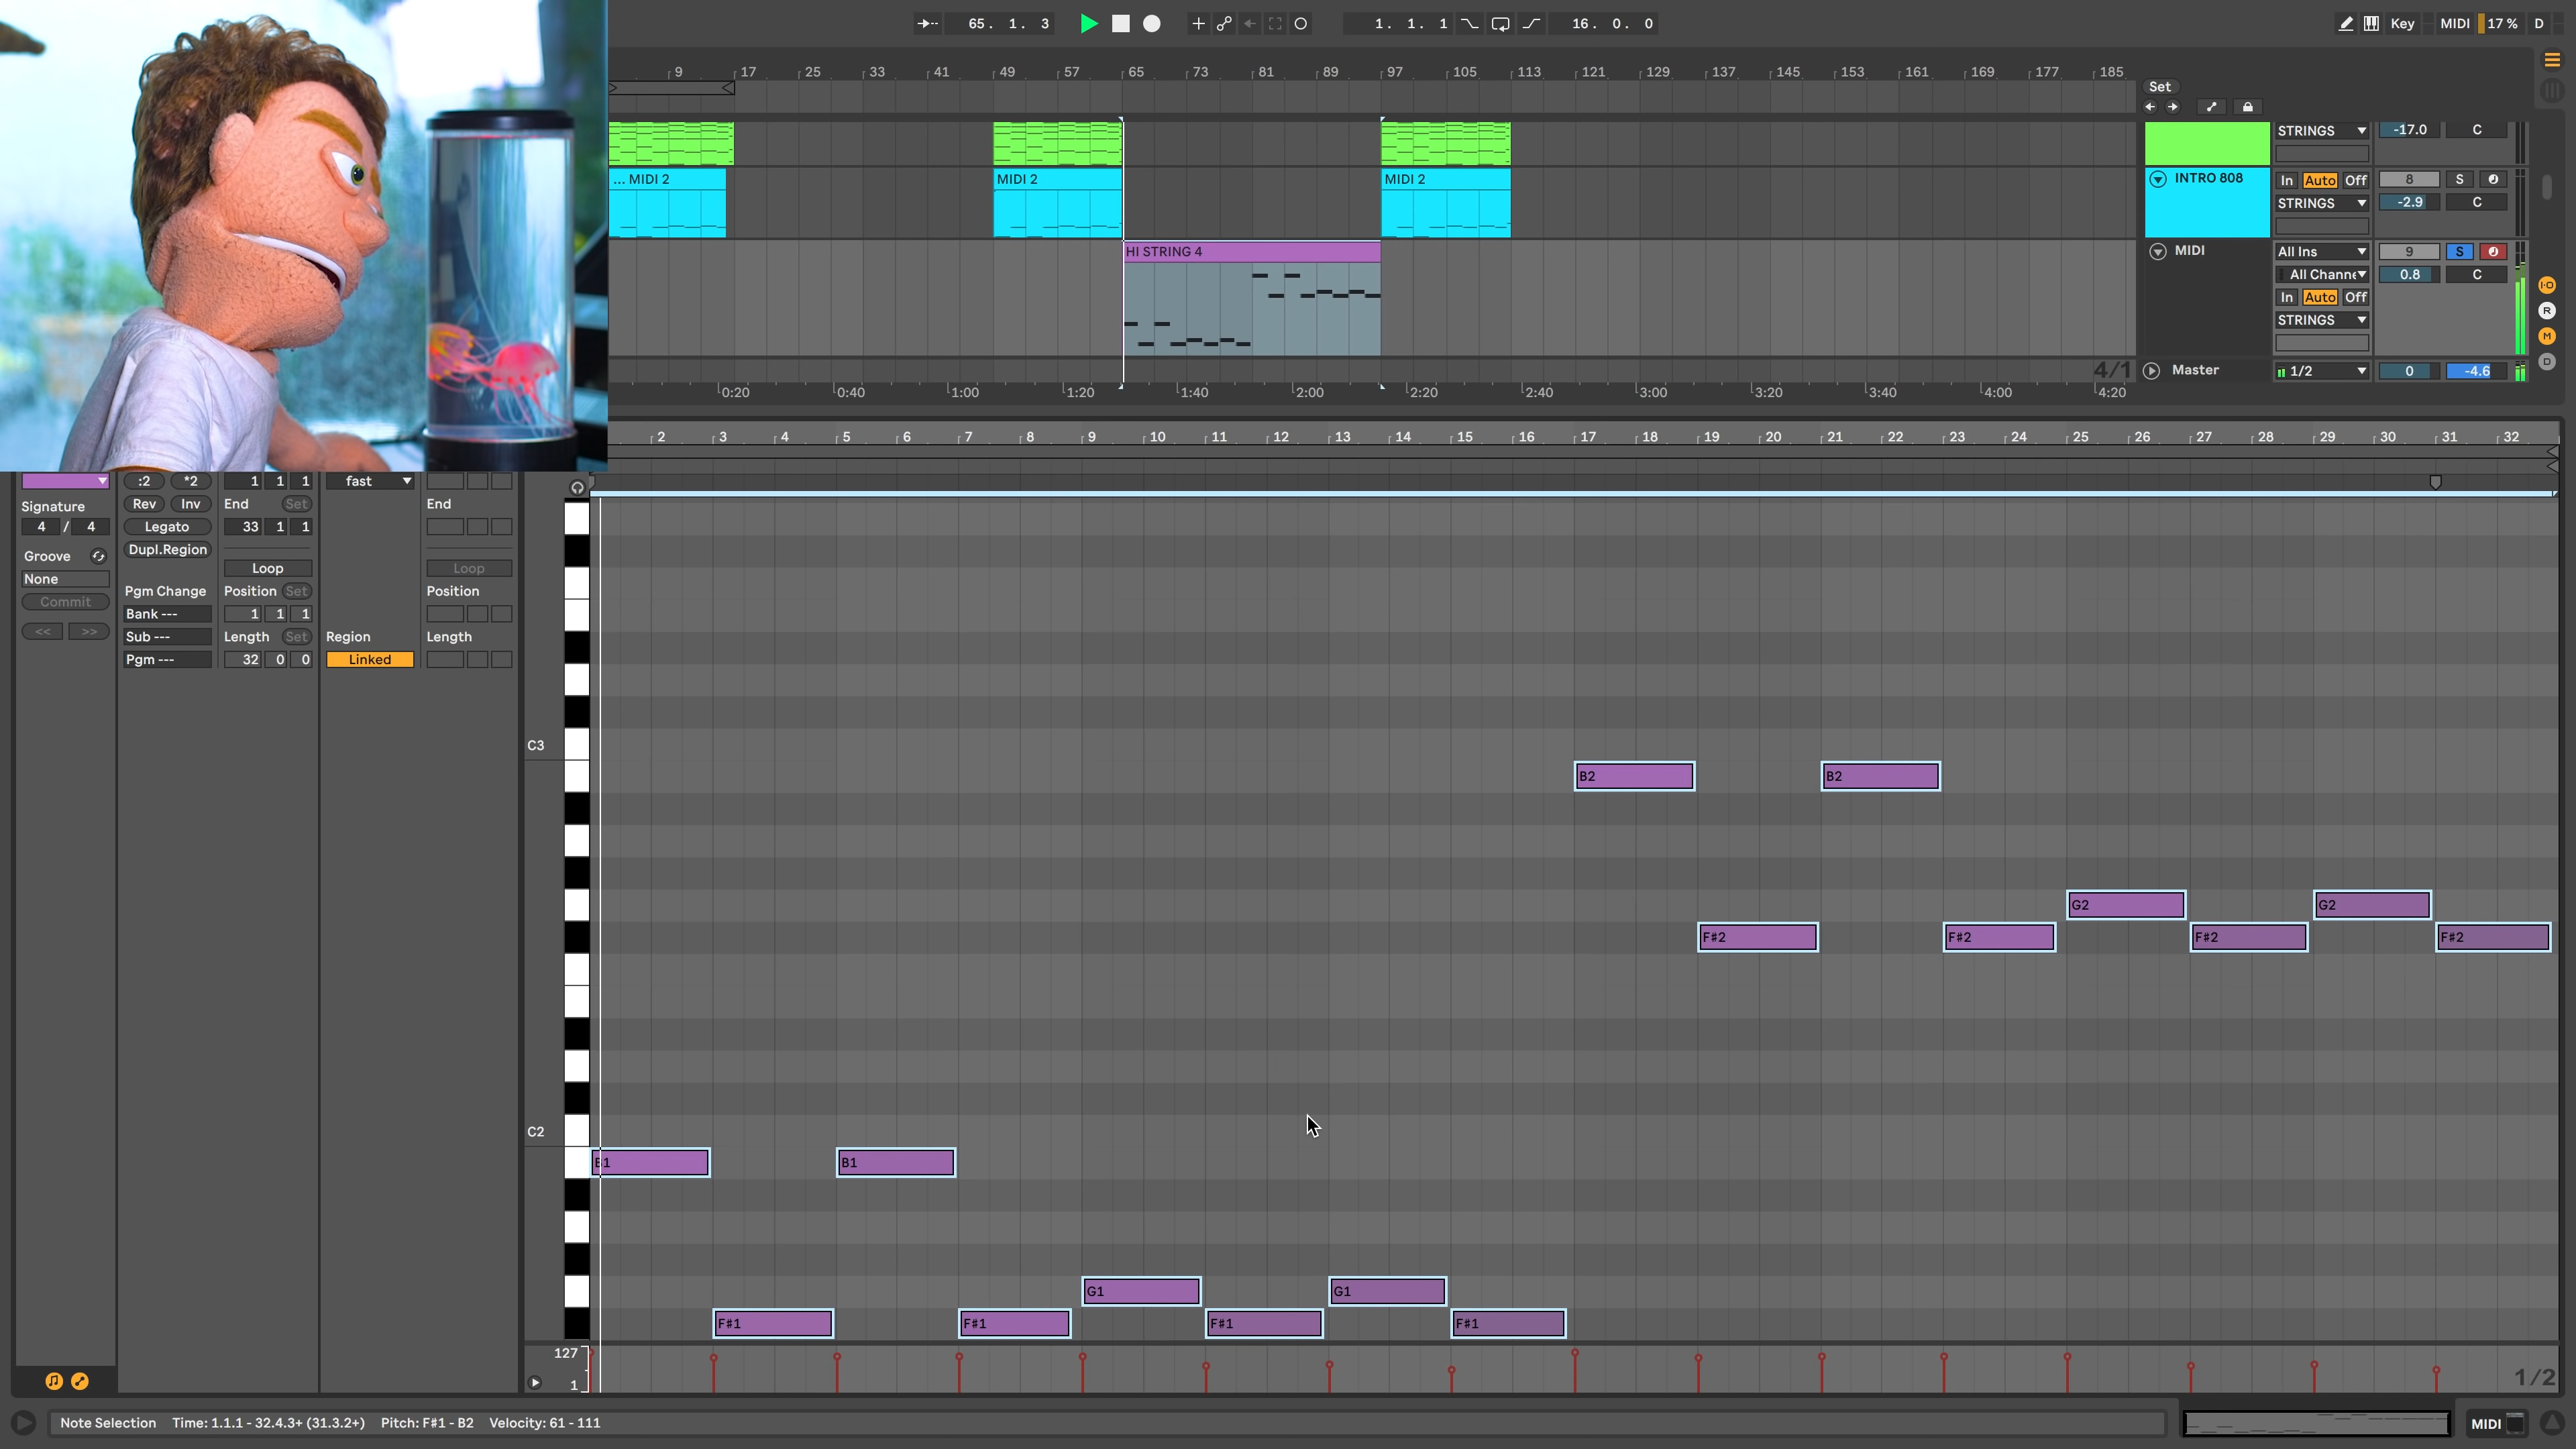 65. 1. 3 1. 1. 1 16. 0. 0 Key MIDI 17 % D
9 17 25 33 41 49 57 65 73 81 89 97 105 113 121 129 137 145 153 161 169 177 185
Set
STRINGS -17.0 C
... MIDI 2 MIDI 2 MIDI 2 INTRO 808 In Auto Off 8 S
STRINGS -2.9 C
HI STRING 4 MIDI All Ins 9 S
All Channe 0.8 C
In Auto Off
STRINGS
4/1 Master 1/2 0 -4.6
0:20 0:40 1:00 1:20 1:40 2:00 2:20 2:40 3:00 3:20 3:40 4:00 4:20
I·O
R
M
D
2 3 4 5 6 7 8 9 10 11 12 13 14 15 16 17 18 19 20 21 22 23 24 25 26 27 28 29 30 31 32
:2 *2 1 1 1 fast
Signature Rev Inv End Set End
4 / 4 Legato 33 1 1
Groove Dupl.Region
None Loop Loop
Commit Pgm Change Position Set Position
<< >> Bank --- 1 1 1
Sub --- Length Set Region Length
Pgm --- 32 0 0 Linked
C3
B2 B2
G2 G2
F#2 F#2 F#2 F#2
C2
B1 B1
G1 G1
F#1 F#1 F#1 F#1
127
1
1/2
Note Selection Time: 1.1.1 - 32.4.3+ (31.3.2+) Pitch: F#1 - B2 Velocity: 61 - 111 MIDI